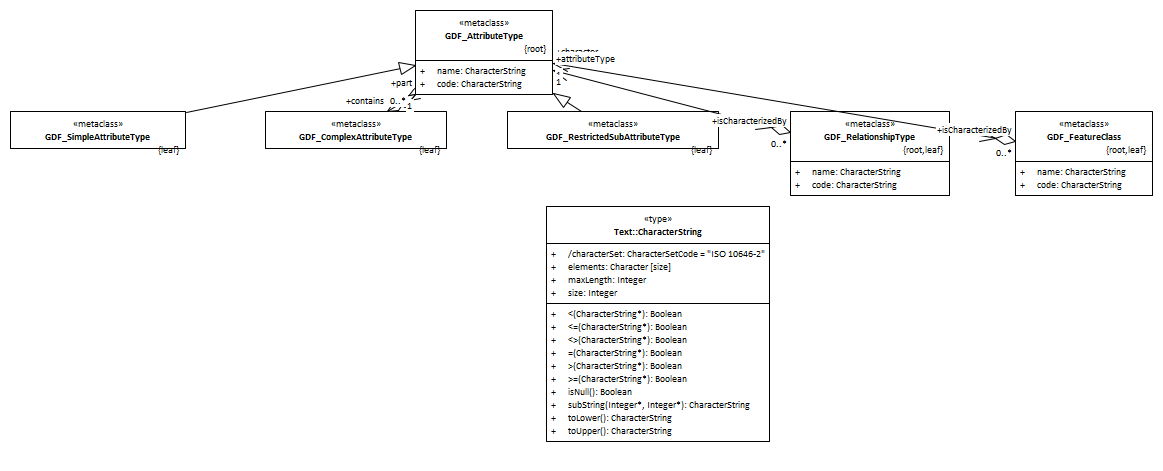 «metaclass»
GDF_AttributeType
{root}
+ name: CharacterString
+ code: CharacterString
+attributeType
1
+part
+contains 0..*
1
«metaclass»
GDF_SimpleAttributeType
{leaf}
«metaclass»
GDF_ComplexAttributeType
{leaf}
«metaclass»
GDF_RestrictedSubAttributeType
{leaf}
+isCharacterizedBy
0..*
«metaclass»
GDF_RelationshipType
{root,leaf}
+ name: CharacterString
+ code: CharacterString
+isCharacterizedBy
0..*
«metaclass»
GDF_FeatureClass
{root,leaf}
+ name: CharacterString
+ code: CharacterString
«type»
Text::CharacterString
+ /characterSet: CharacterSetCode = "ISO 10646-2"
+ elements: Character [size]
+ maxLength: Integer
+ size: Integer
+ <(CharacterString*): Boolean
+ <=(CharacterString*): Boolean
+ <>(CharacterString*): Boolean
+ =(CharacterString*): Boolean
+ >(CharacterString*): Boolean
+ >=(CharacterString*): Boolean
+ isNull(): Boolean
+ subString(Integer*, Integer*): CharacterString
+ toLower(): CharacterString
+ toUpper(): CharacterString